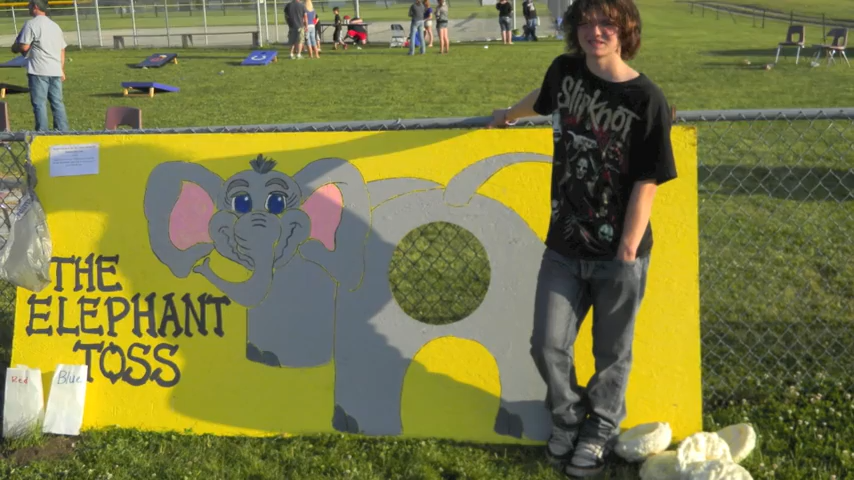 SlipKnoT
THE
ELEPHANT
TOSS
Red
Blue